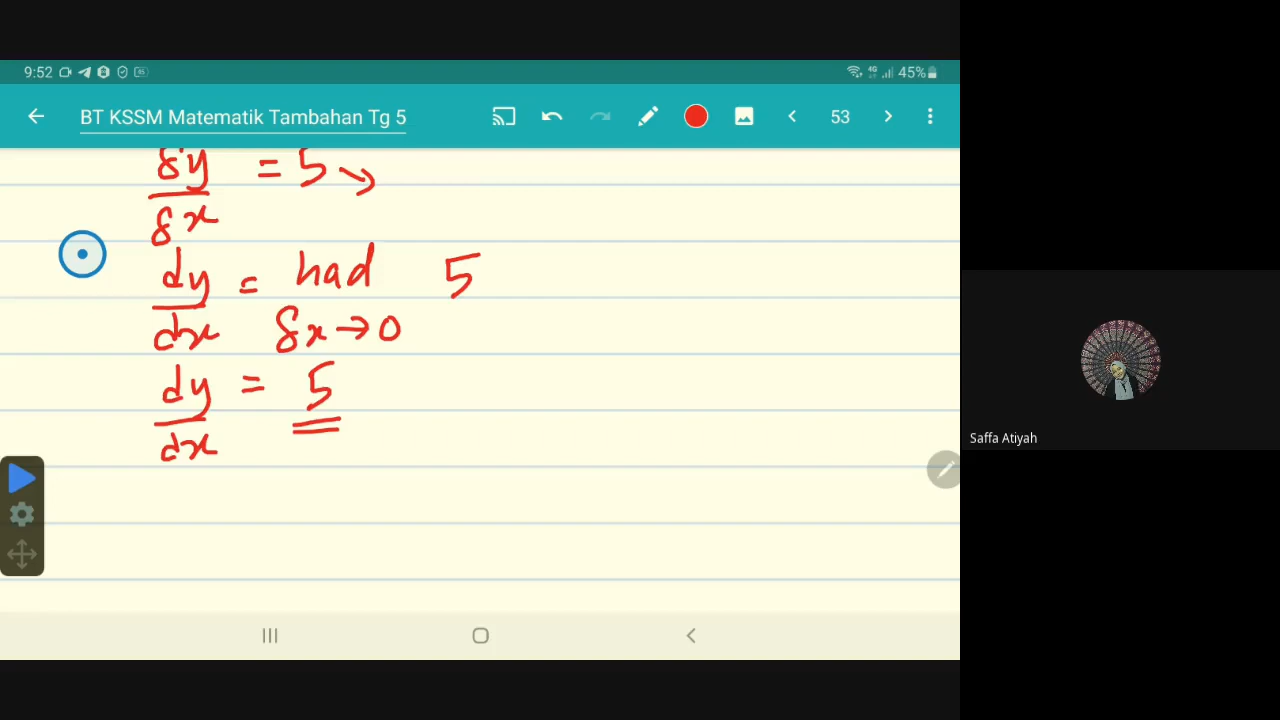 9:52 45%
BT KSSM Matematik Tambahan Tg 5 53
δy/δx = 5 →
dy/dx = had δx→0 5
dy/dx = 5
Saffa Atiyah